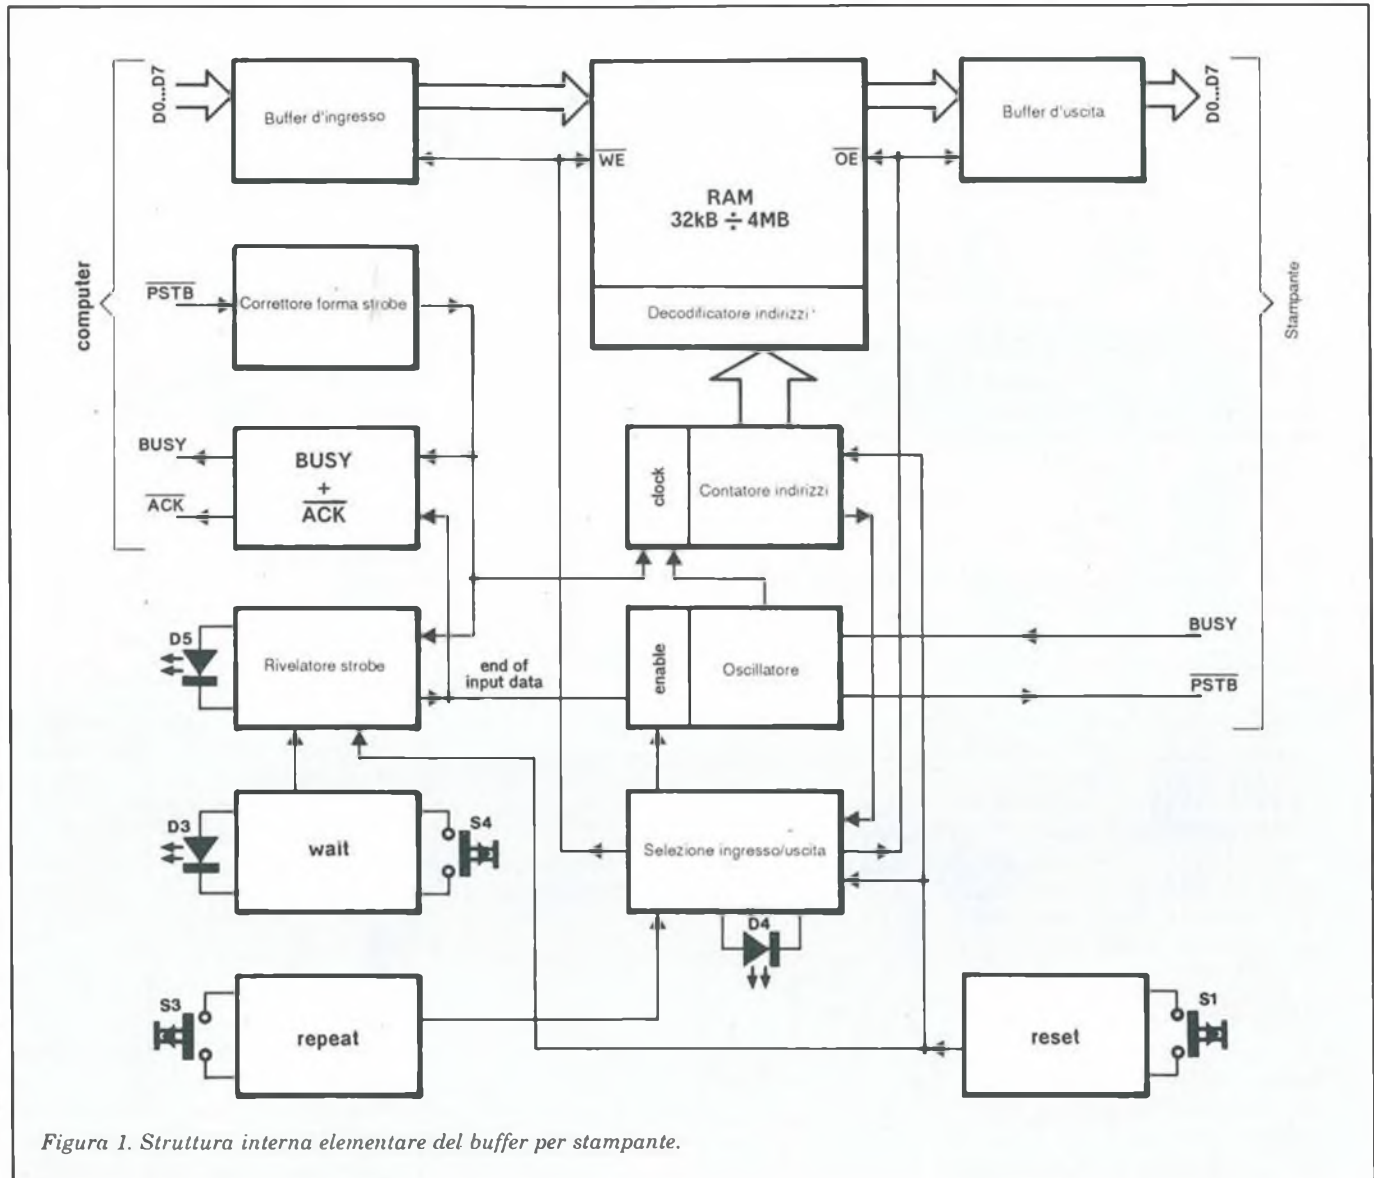 D0...D7
Buffer d'ingresso
WE
OE
RAM
32kB ÷ 4MB
Decodificatore indirizzi
Buffer d'uscita
D0...D7
computer
PSTB
Correttore forma strobe
Stampante
BUSY
ACK
BUSY
+
ACK
clock
Contatore indirizzi
D5
Rivelatore strobe
end of
input data
enable
Oscillatore
BUSY
PSTB
D3
wait
S4
Selezione ingresso/uscita
D4
S3
repeat
reset
S1
Figura 1. Struttura interna elementare del buffer per stampante.